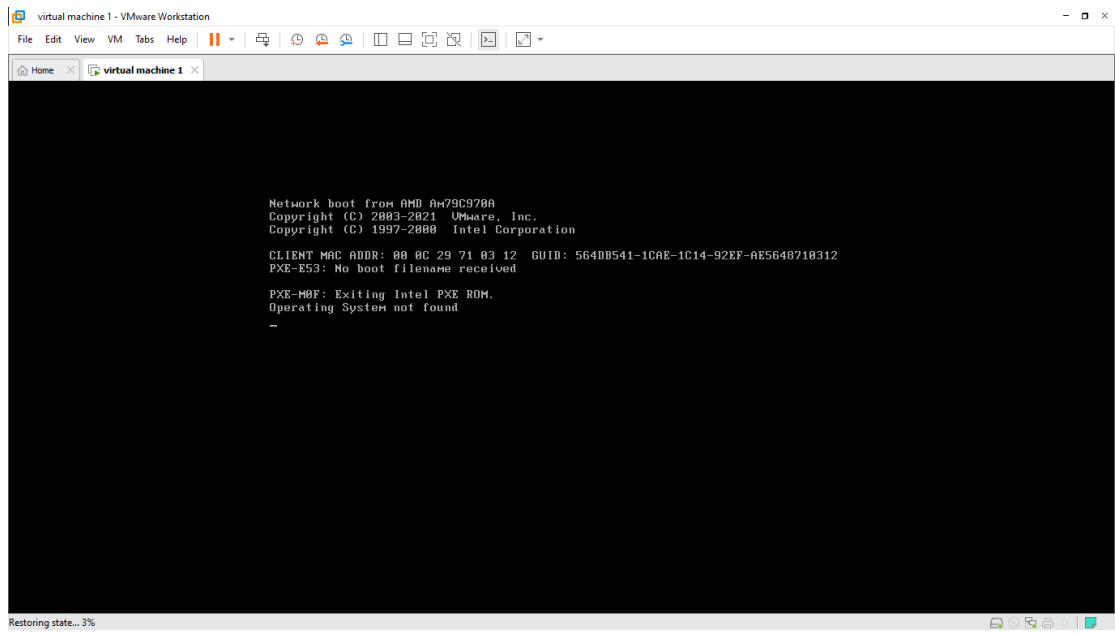 virtual machine 1 - VMware Workstation
File Edit View VM Tabs Help
Home virtual machine 1
Network boot from AMD Am79C970A
Copyright (C) 2003-2021 VMware, Inc.
Copyright (C) 1997-2000 Intel Corporation
CLIENT MAC ADDR: 00 0C 29 71 03 12 GUID: 564DB541-1CAE-1C14-92EF-AE5648710312
PXE-E53: No boot filename received
PXE-M0F: Exiting Intel PXE ROM.
Operating System not found
Restoring state... 3%